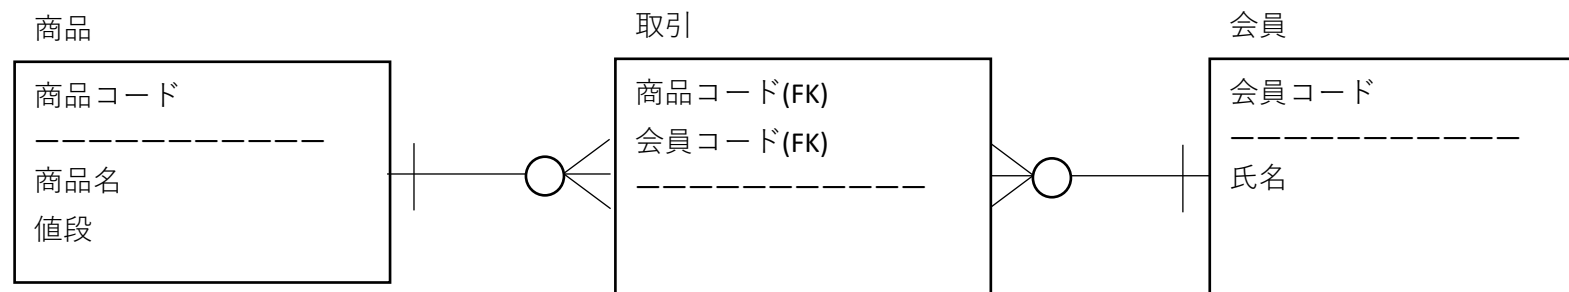 商品
商品コード
商品名
値段
取引
商品コード(FK)
会員コード(FK)
会員
会員コード
氏名